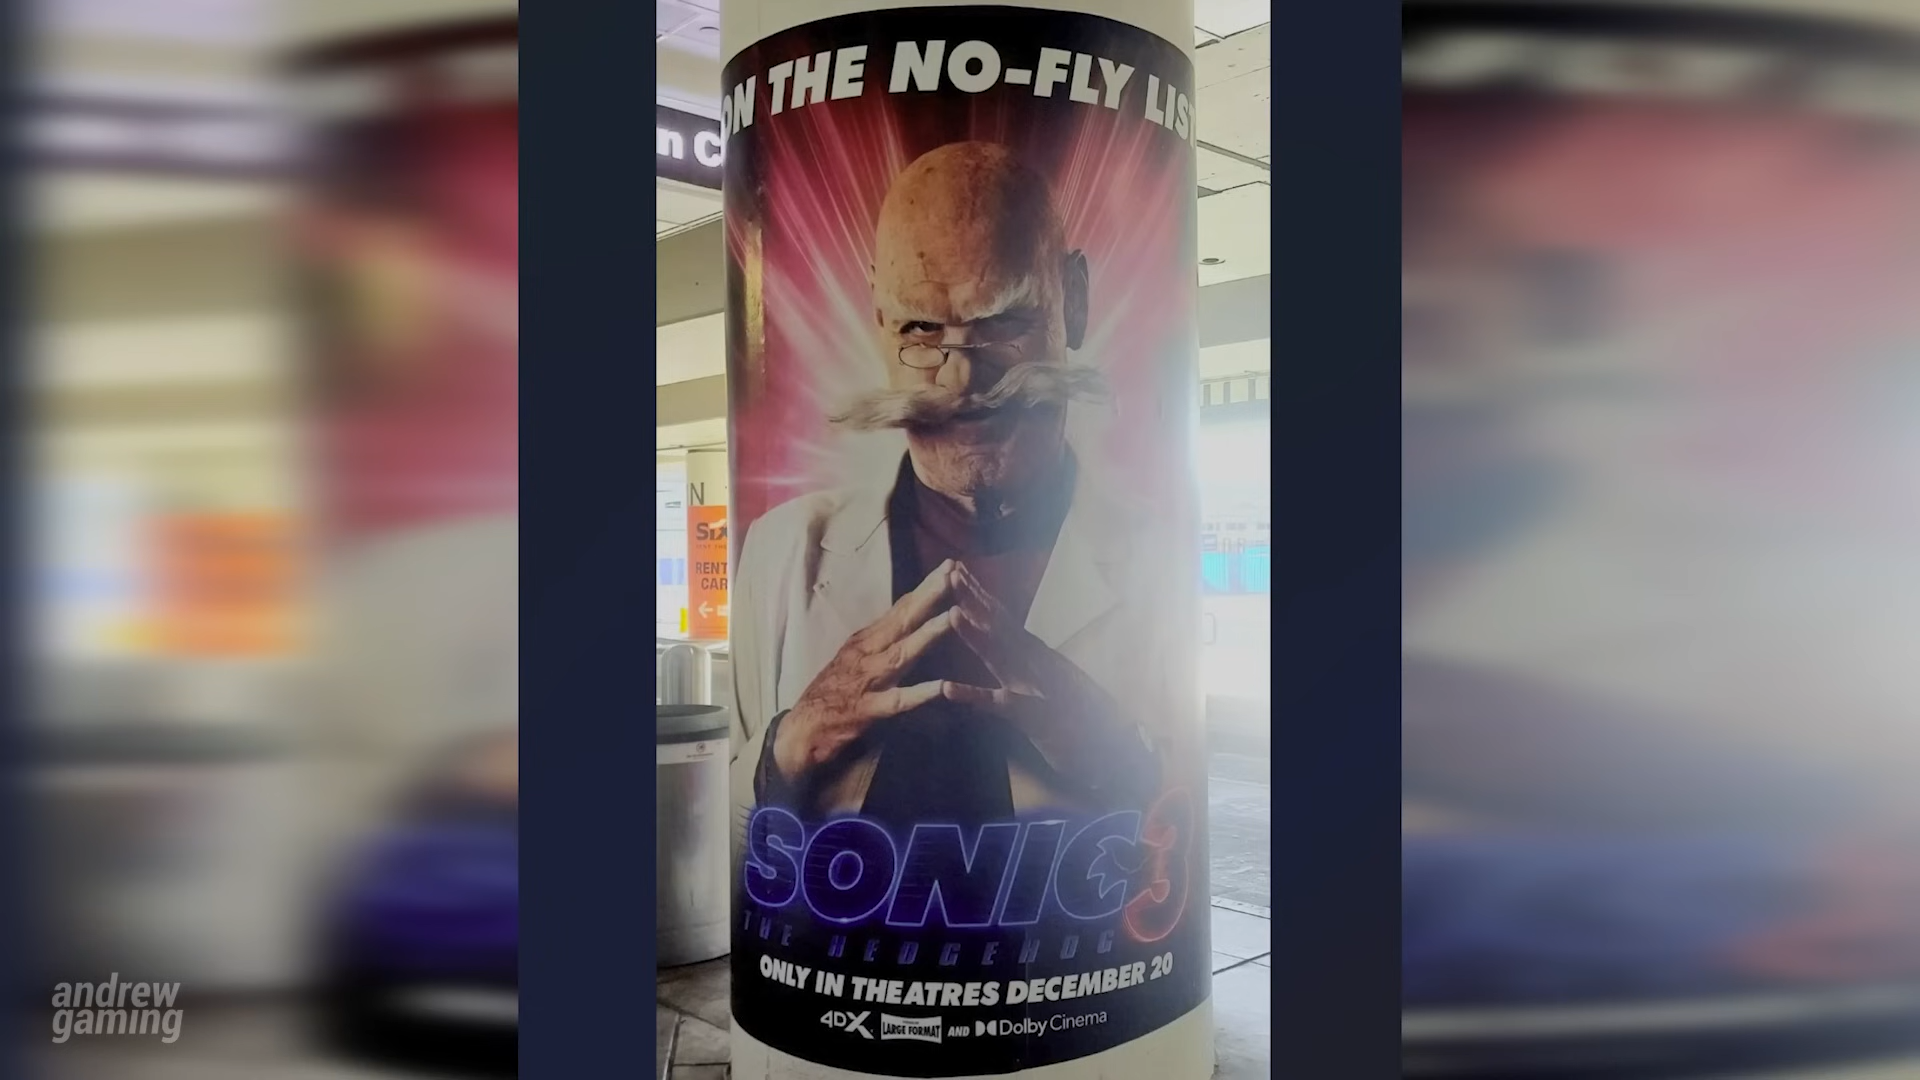 ON THE NO-FLY LIST
n C
N
Six
RENT
CAR
SONIC 3
THE HEDGEHOG
ONLY IN THEATRES DECEMBER 20
4DX LARGE FORMAT AND Dolby Cinema
andrew
gaming